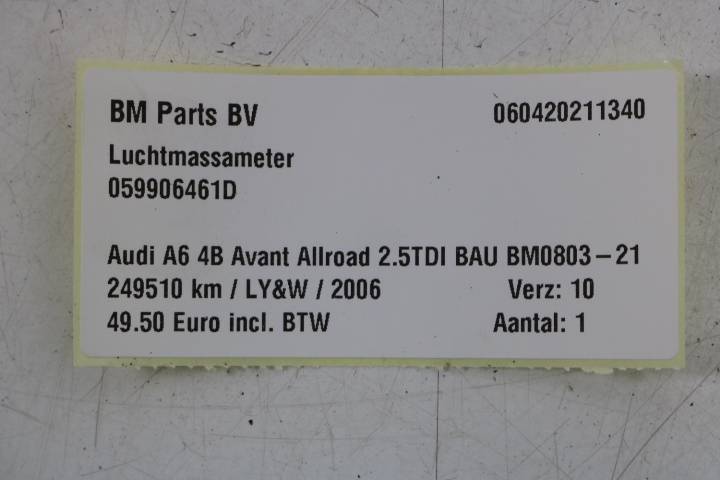 BM Parts BV 060420211340
Luchtmassameter
059906461D
Audi A6 4B Avant Allroad 2.5TDI BAU BM0803-21
249510 km / LY&W / 2006 Verz: 10
49.50 Euro incl. BTW Aantal: 1